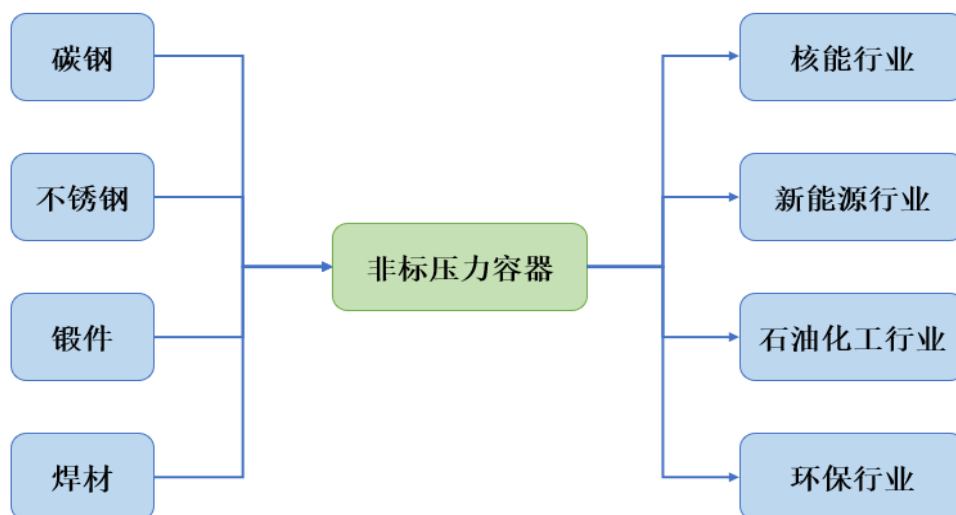 碳钢
不锈钢
锻件
焊材
非标压力容器
核能行业
新能源行业
石油化工行业
环保行业